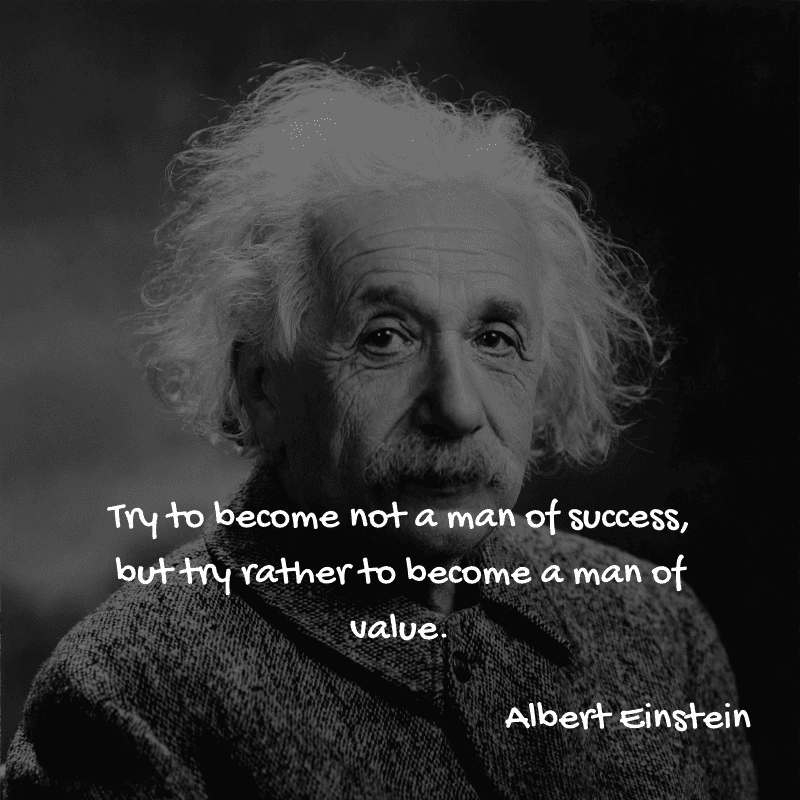 Try to become not a man of success,
but try rather to become a man of
value.
Albert Einstein